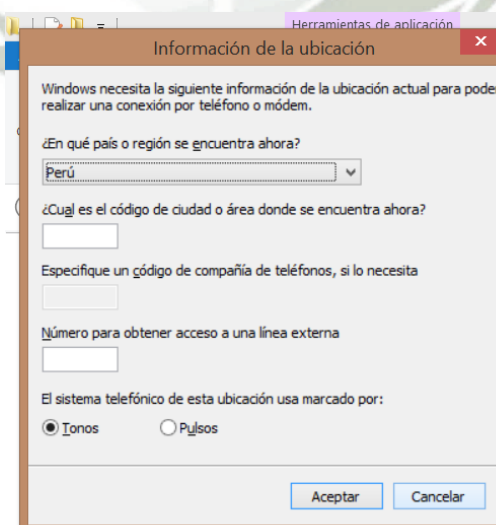 Herramientas de aplicación
Información de la ubicación
Windows necesita la siguiente información de la ubicación actual para poder
realizar una conexión por teléfono o módem.
¿En qué país o región se encuentra ahora?
Perú
¿Cual es el código de ciudad o área donde se encuentra ahora?
Especifique un código de compañía de teléfonos, si lo necesita
Número para obtener acceso a una línea externa
El sistema telefónico de esta ubicación usa marcado por:
Tonos Pulsos
Aceptar Cancelar